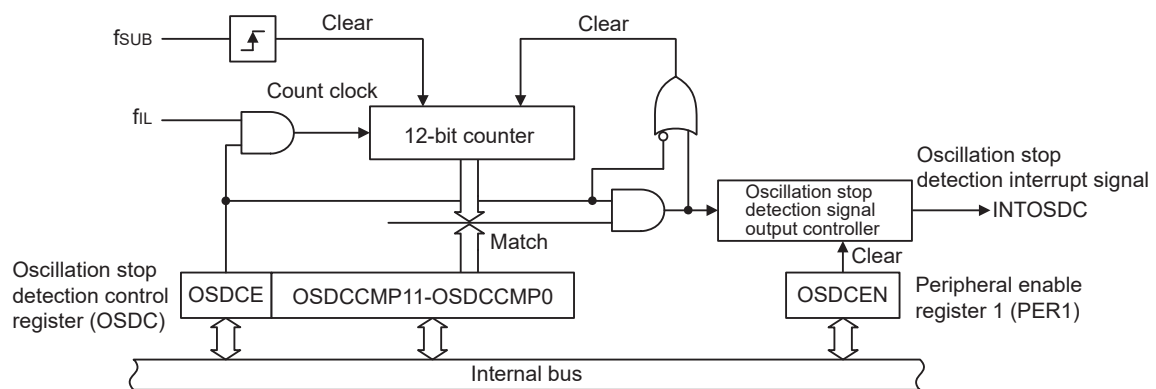 fSUB
Clear
Clear
Count clock
fIL
12-bit counter
Oscillation stop
detection interrupt signal
INTOSDC
Oscillation stop
detection signal
output controller
Match
Clear
Oscillation stop
detection control
register (OSDC)
OSDCE
OSDCCMP11-OSDCCMP0
OSDCEN
Peripheral enable
register 1 (PER1)
Internal bus